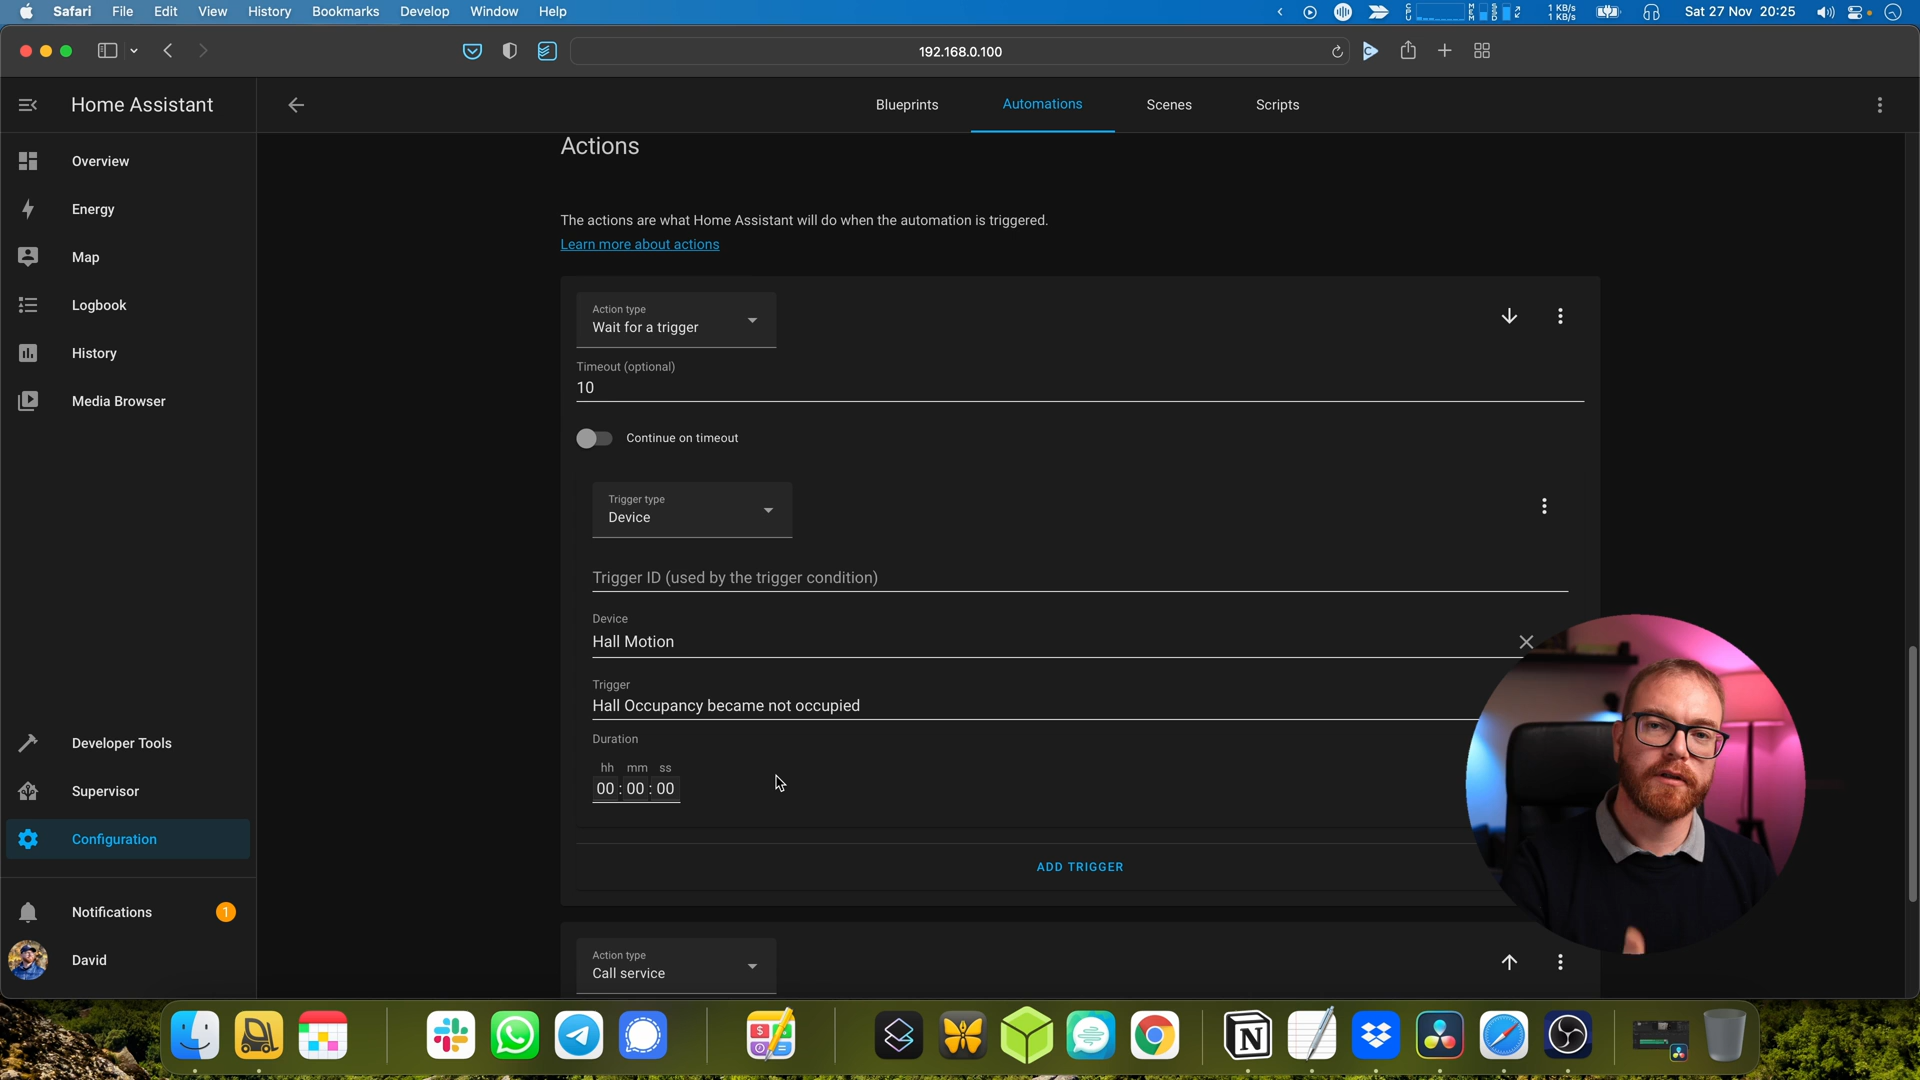 Safari File Edit View History Bookmarks Develop Window Help
1 KB/s
1 KB/s
Sat 27 Nov 20:25
192.168.0.100
Home Assistant
Blueprints
Automations
Scenes
Scripts
Overview
Energy
Map
Logbook
History
Media Browser
Developer Tools
Supervisor
Configuration
Notifications
1
David
Actions
The actions are what Home Assistant will do when the automation is triggered.
Learn more about actions
Action type
Wait for a trigger
Timeout (optional)
10
Continue on timeout
Trigger type
Device
Trigger ID (used by the trigger condition)
Device
Hall Motion
Trigger
Hall Occupancy became not occupied
Duration
hh mm ss
00 : 00 : 00
ADD TRIGGER
Action type
Call service